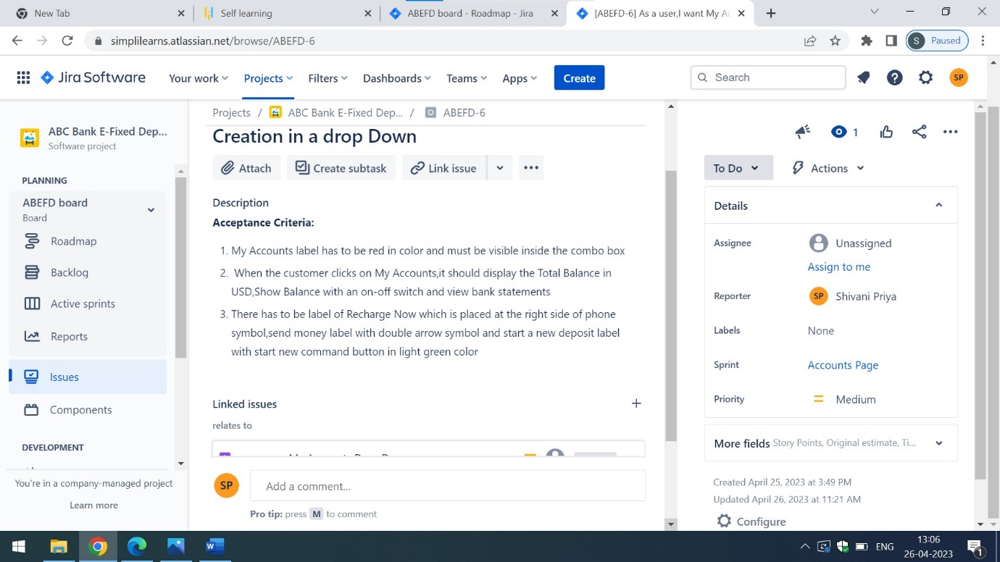 New Tab
Self learning
ABEFD board - Roadmap - Jira
[ABEFD-6] As a user,I want My Ac
simplilearns.atlassian.net/browse/ABEFD-6
S
Paused
Jira Software
Your work
Projects
Filters
Dashboards
Teams
Apps
Create
Search
SP
ABC Bank E-Fixed Dep...
Software project
PLANNING
ABEFD board
Board
Roadmap
Backlog
Active sprints
Reports
Issues
Components
DEVELOPMENT
You're in a company-managed project
Learn more
Projects / ABC Bank E-Fixed Dep... / ABEFD-6
Creation in a drop Down
Attach
Create subtask
Link issue
Description
Acceptance Criteria:
1. My Accounts label has to be red in color and must be visible inside the combo box
2. When the customer clicks on My Accounts,it should display the Total Balance in
USD,Show Balance with an on-off switch and view bank statements
3. There has to be label of Recharge Now which is placed at the right side of phone
symbol,send money label with double arrow symbol and start a new deposit label
with start new command button in light green color
Linked issues
relates to
SP
Add a comment...
Pro tip: press M to comment
1
To Do
Actions
Details
Assignee
Unassigned
Assign to me
Reporter
SP
Shivani Priya
Labels
None
Sprint
Accounts Page
Priority
Medium
More fields Story Points, Original estimate, Ti...
Created April 25, 2023 at 3:49 PM
Updated April 26, 2023 at 11:21 AM
Configure
W
ENG
13:06
26-04-2023
1